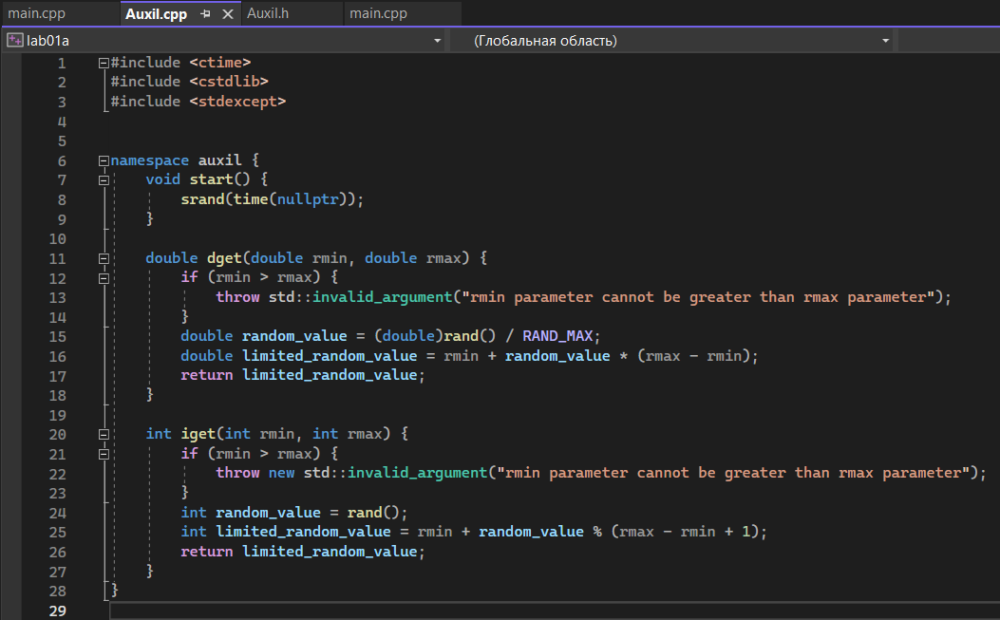 main.cpp Auxil.cpp Auxil.h main.cpp
lab01a (Глобальная область)
1 #include <ctime>
2 #include <cstdlib>
3 #include <stdexcept>
4
5
6 namespace auxil {
7     void start() {
8         srand(time(nullptr));
9     }
10
11     double dget(double rmin, double rmax) {
12         if (rmin > rmax) {
13             throw std::invalid_argument("rmin parameter cannot be greater than rmax parameter");
14         }
15         double random_value = (double)rand() / RAND_MAX;
16         double limited_random_value = rmin + random_value * (rmax - rmin);
17         return limited_random_value;
18     }
19
20     int iget(int rmin, int rmax) {
21         if (rmin > rmax) {
22             throw new std::invalid_argument("rmin parameter cannot be greater than rmax parameter");
23         }
24         int random_value = rand();
25         int limited_random_value = rmin + random_value % (rmax - rmin + 1);
26         return limited_random_value;
27     }
28 }
29